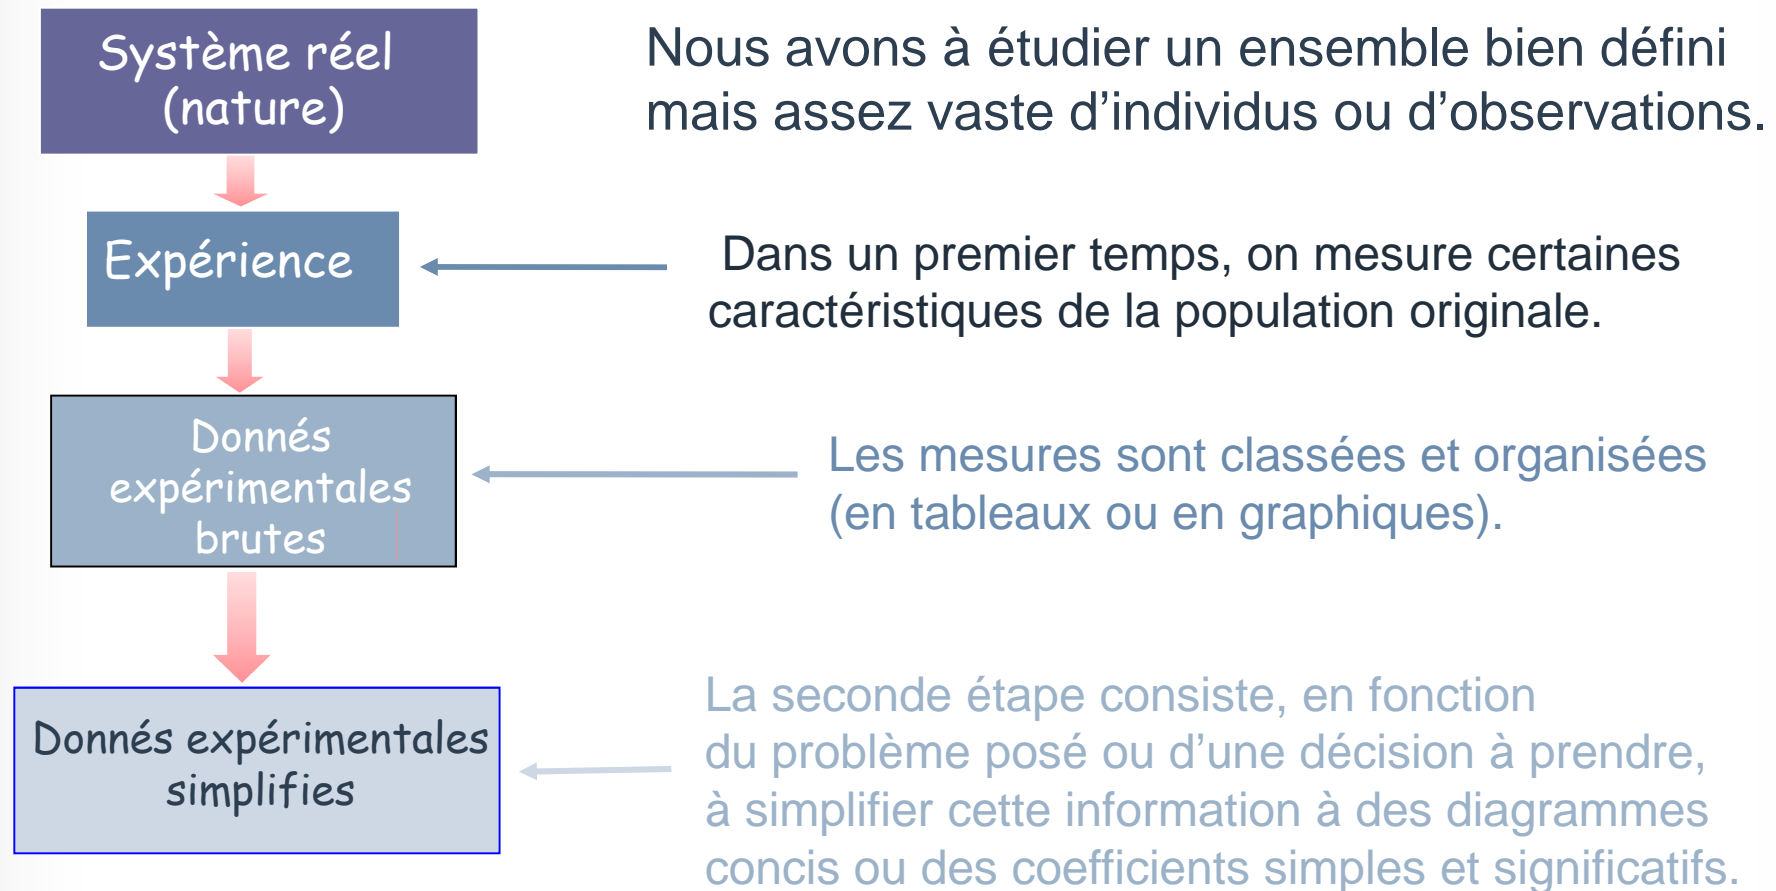 Système réel
(nature)
Nous avons à étudier un ensemble bien défini
mais assez vaste d'individus ou d'observations.
Expérience
Dans un premier temps, on mesure certaines
caractéristiques de la population originale.
Donnés
expérimentales
brutes
Les mesures sont classées et organisées
(en tableaux ou en graphiques).
Donnés expérimentales
simplifies
La seconde étape consiste, en fonction
du problème posé ou d'une décision à prendre,
à simplifier cette information à des diagrammes
concis ou des coefficients simples et significatifs.